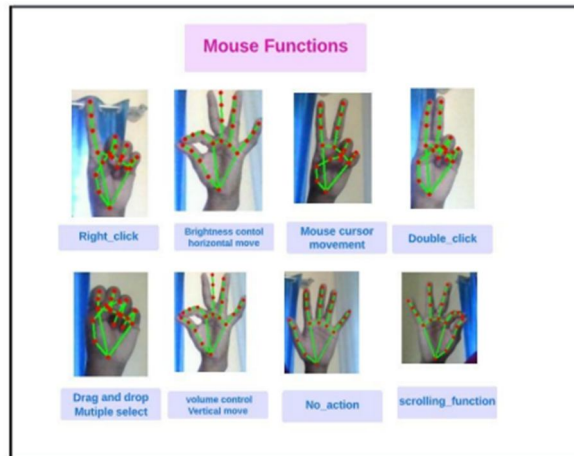 Mouse Functions
Right_click
Brightness contol
horizontal move
Mouse cursor
movement
Double_click
Drag and drop
Mutiple select
volume control
Vertical move
No_action
scrolling_function